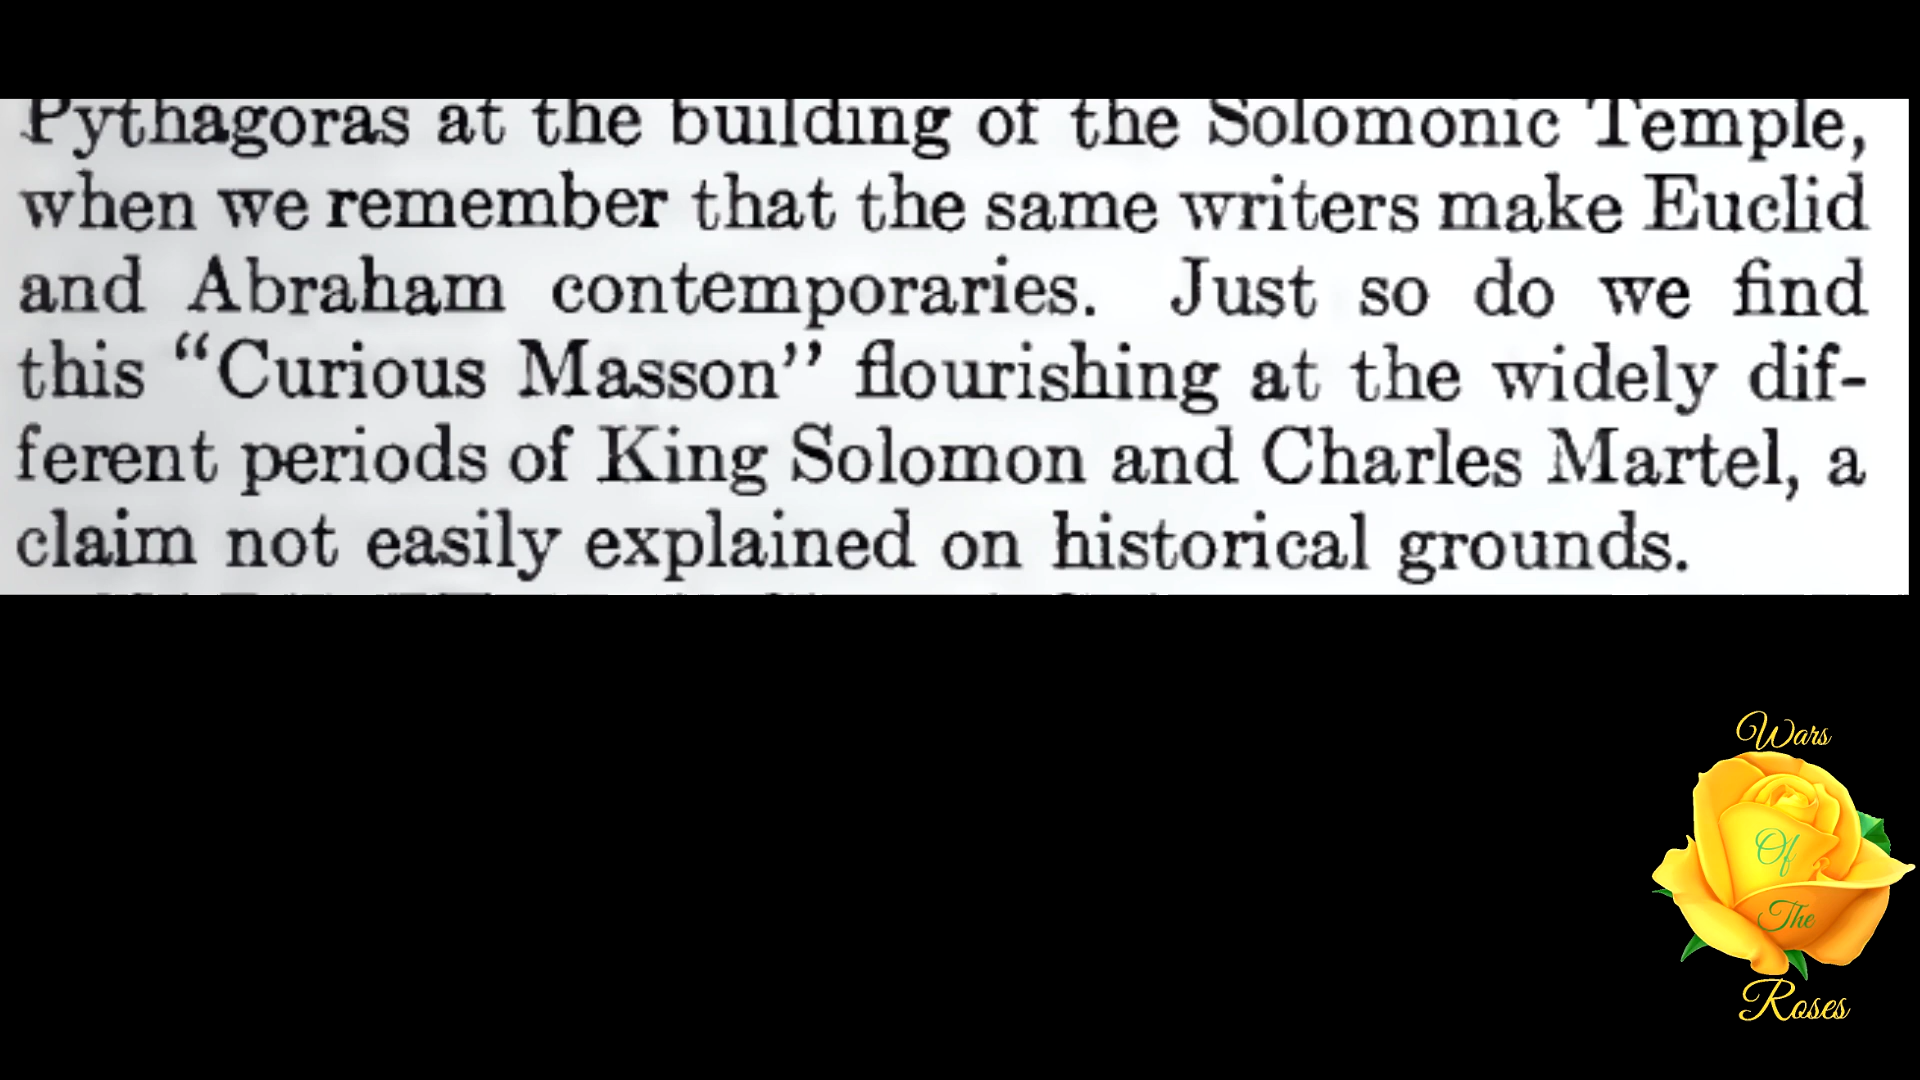 Pythagoras at the building of the Solomonic Temple,
when we remember that the same writers make Euclid
and Abraham contemporaries. Just so do we find
this “Curious Masson” flourishing at the widely dif-
ferent periods of King Solomon and Charles Martel, a
claim not easily explained on historical grounds.
Wars
Of
The
Roses